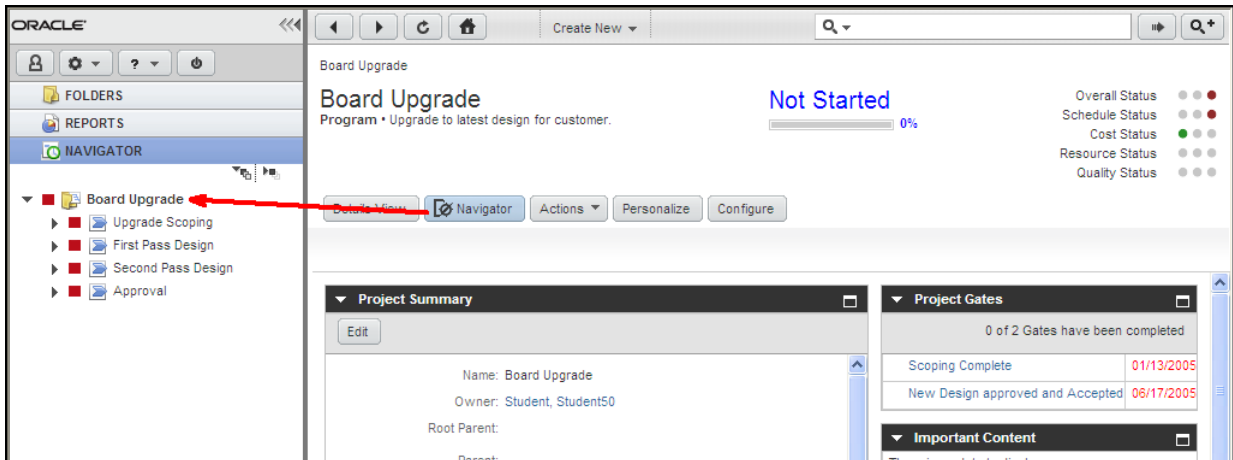 ORACLE
Create New
?
FOLDERS
REPORTS
NAVIGATOR
Board Upgrade
Upgrade Scoping
First Pass Design
Second Pass Design
Approval
Board Upgrade
Board Upgrade
Program • Upgrade to latest design for customer.
Not Started
0%
Overall Status
Schedule Status
Cost Status
Resource Status
Quality Status
Details View Navigator Actions Personalize Configure
Project Summary
Edit
Name: Board Upgrade
Owner: Student, Student50
Root Parent:
Parent:
Project Gates
0 of 2 Gates have been completed
Scoping Complete 01/13/2005
New Design approved and Accepted 06/17/2005
Important Content